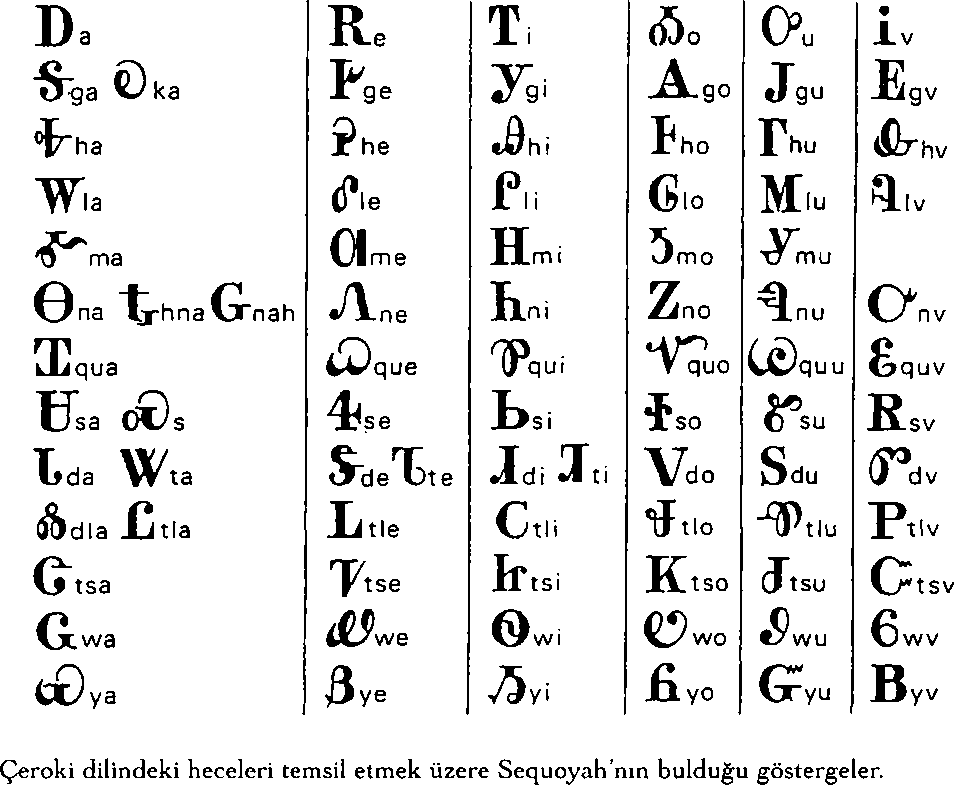 Ꭰa Ꭱe Ꭲi Ꭳo Ꭴu Ꭵv
Ꭶga Ꭷka Ꭸge Ꭹgi Ꭺgo Ꭻgu Ꭼgv
Ꭽha Ꭾhe Ꭿhi Ꮀho Ꮁhu Ꮂhv
Ꮃla Ꮄle Ꮅli Ꮆlo Ꮇlu Ꮈlv
Ꮉma Ꮊme Ꮋmi Ꮌmo Ꮍmu
Ꮎna Ꮏhna Ꮐnah Ꮑne Ꮒni Ꮓno Ꮔnu Ꮕnv
Ꮖqua Ꮗque Ꮘqui Ꮙquo Ꮚquu Ꮛquv
Ꮜsa Ꮝs Ꮞse Ꮟsi Ꮠso Ꮡsu Ꮢsv
Ꮣda Ꮤta Ꮥde Ꮦte Ꮧdi Ꮨti Ꮩdo Ꮪdu Ꮫdv
Ꮬdla Ꮭtla Ꮮtle Ꮯtli Ꮰtlo Ꮱtlu Ꮲtlv
Ꮳtsa Ꮴtse Ꮵtsi Ꮶtso Ꮷtsu Ꮸtsv
Ꮹwa Ꮺwe Ꮻwi Ꮼwo Ꮽwu Ꮾwv
Ꮿya Ᏸye Ᏹyi Ᏺyo Ᏻyu Ᏼyv
Çeroki dilindeki heceleri temsil etmek üzere Sequoyah'nın bulduğu göstergeler.